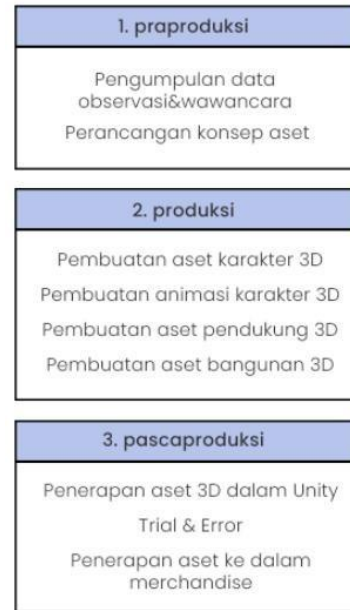 1. praproduksi
Pengumpulan data
observasi&wawancara
Perancangan konsep aset
2. produksi
Pembuatan aset karakter 3D
Pembuatan animasi karakter 3D
Pembuatan aset pendukung 3D
Pembuatan aset bangunan 3D
3. pascaproduksi
Penerapan aset 3D dalam Unity
Trial & Error
Penerapan aset ke dalam
merchandise